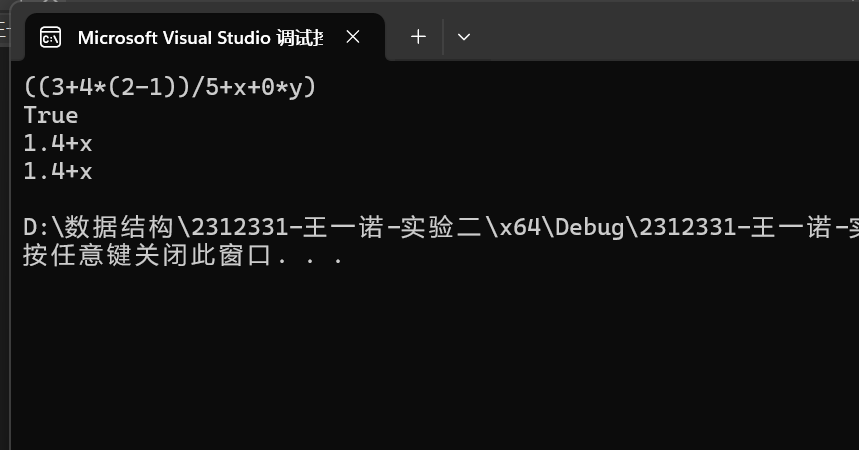 Microsoft Visual Studio 调试
((3+4*(2-1))/5+x+0*y)
True
1.4+x
1.4+x
D:\数据结构\2312331-王一诺-实验二\x64\Debug\2312331-王一诺-实
按任意键关闭此窗口. . .